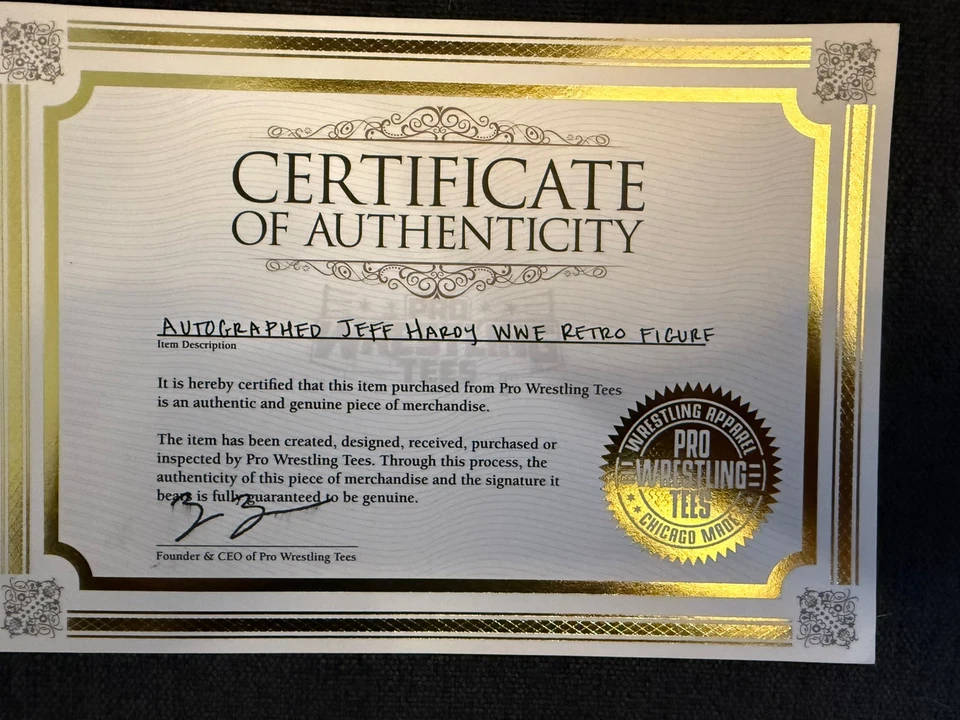 CERTIFICATE
OF AUTHENTICITY
AUTOGRAPHED JEFF HARDY WWE RETRO FIGURE
Item Description
It is hereby certified that this item purchased from Pro Wrestling Tees
is an authentic and genuine piece of merchandise.
The item has been created, designed, received, purchased or
inspected by Pro Wrestling Tees. Through this process, the
authenticity of this piece of merchandise and the signature it
bears is fully guaranteed to be genuine.
Founder & CEO of Pro Wrestling Tees
WRESTLING APPAREL
PRO
WRESTLING
TEES
CHICAGO MADE
PRO
WRESTLING
TEES